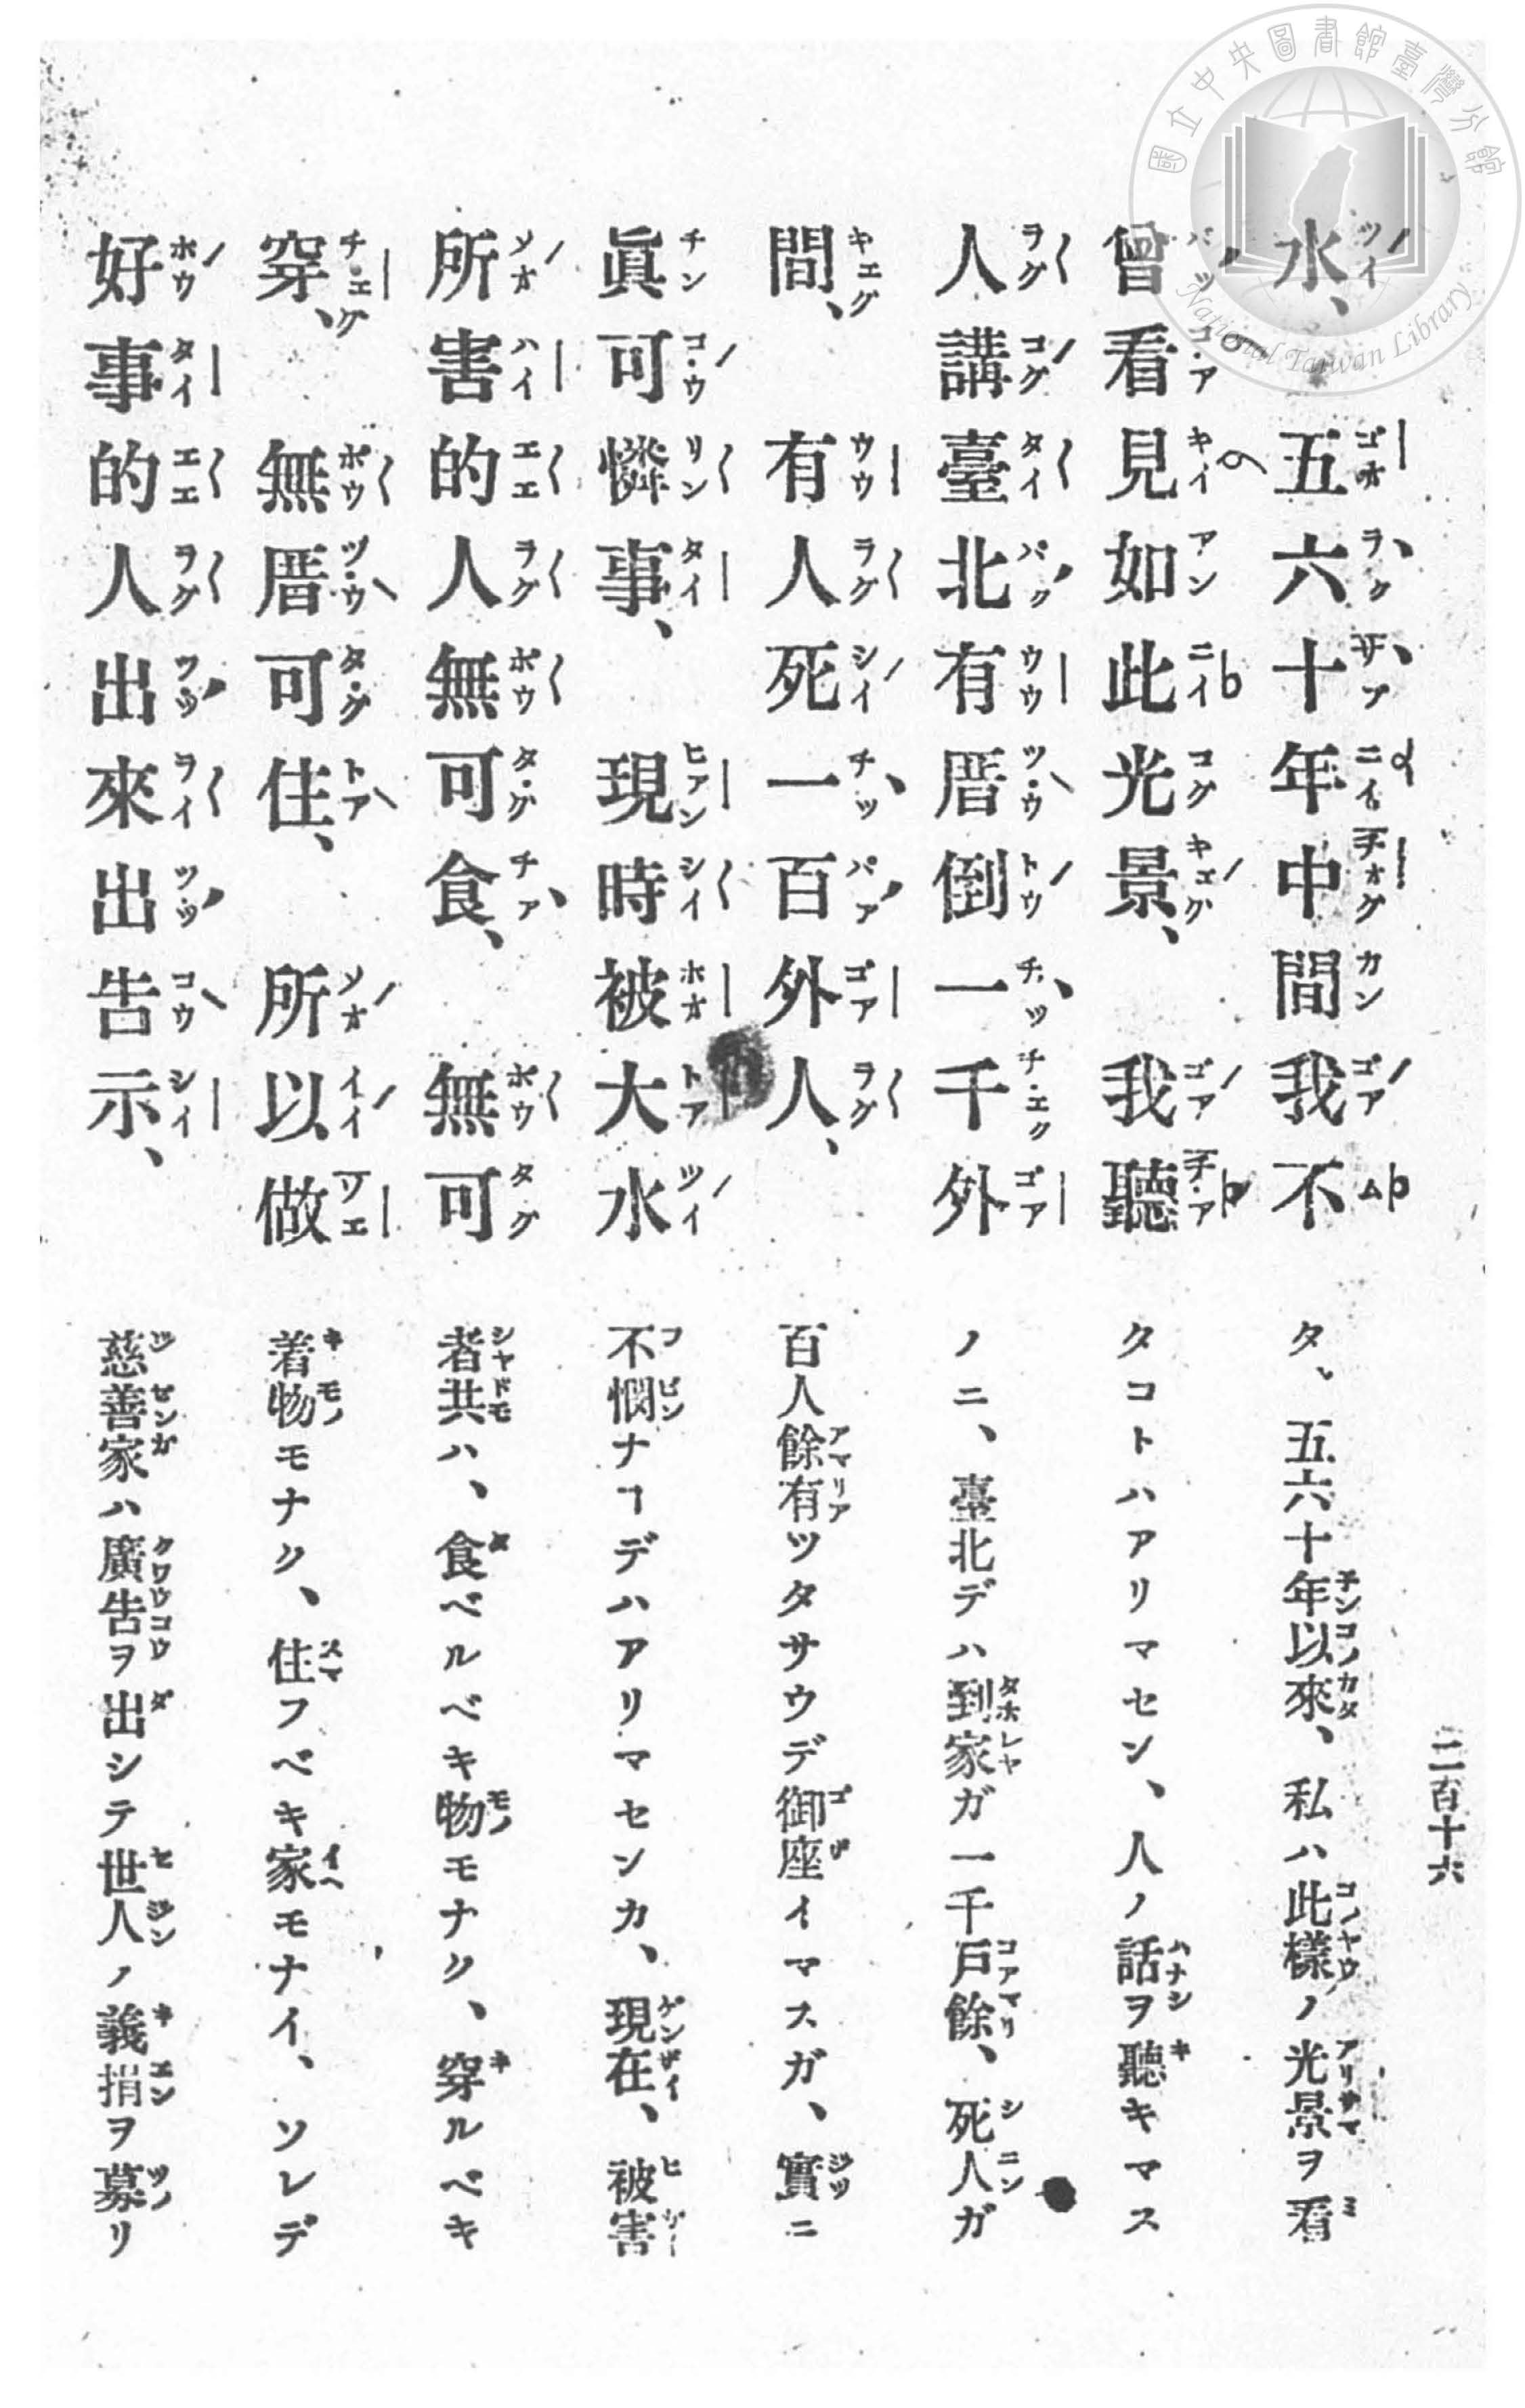 二百十六
水、五六十年中間我不
曾看見如此光景、我聽
人講臺北有厝倒一千外
間、有人死一百外人、
眞可憐事、現時被大水
所害的人無可食、無可
穿、無厝可住、所以做
好事的人出來出告示、
タ、五六十年以來、私ハ此樣ノ光景ヲ看
タコトハアリマセン、人ノ話ヲ聽キマス
ノニ、臺北デハ到家ガ一千戸餘、死人ガ
百人餘有ツタサウデ御座イマスガ、實ニ
不憫ナヿデハアリマセンカ、現在、被害
者共ハ、食ベルベキ物モナク、穿ルベキ
着物モナク、住フベキ家モナイ、ソレデ
慈善家ハ廣告ヲ出シテ世人ノ義捐ヲ募リ
國立中央圖書館臺灣分館
National Taiwan Library